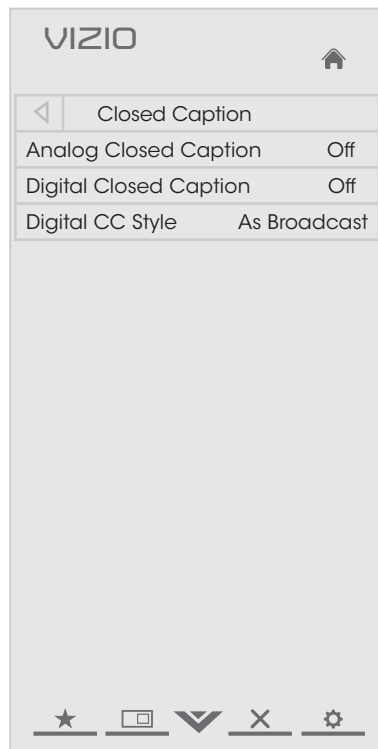 VIZIO
Closed Caption
Analog Closed Caption Off
Digital Closed Caption Off
Digital CC Style As Broadcast